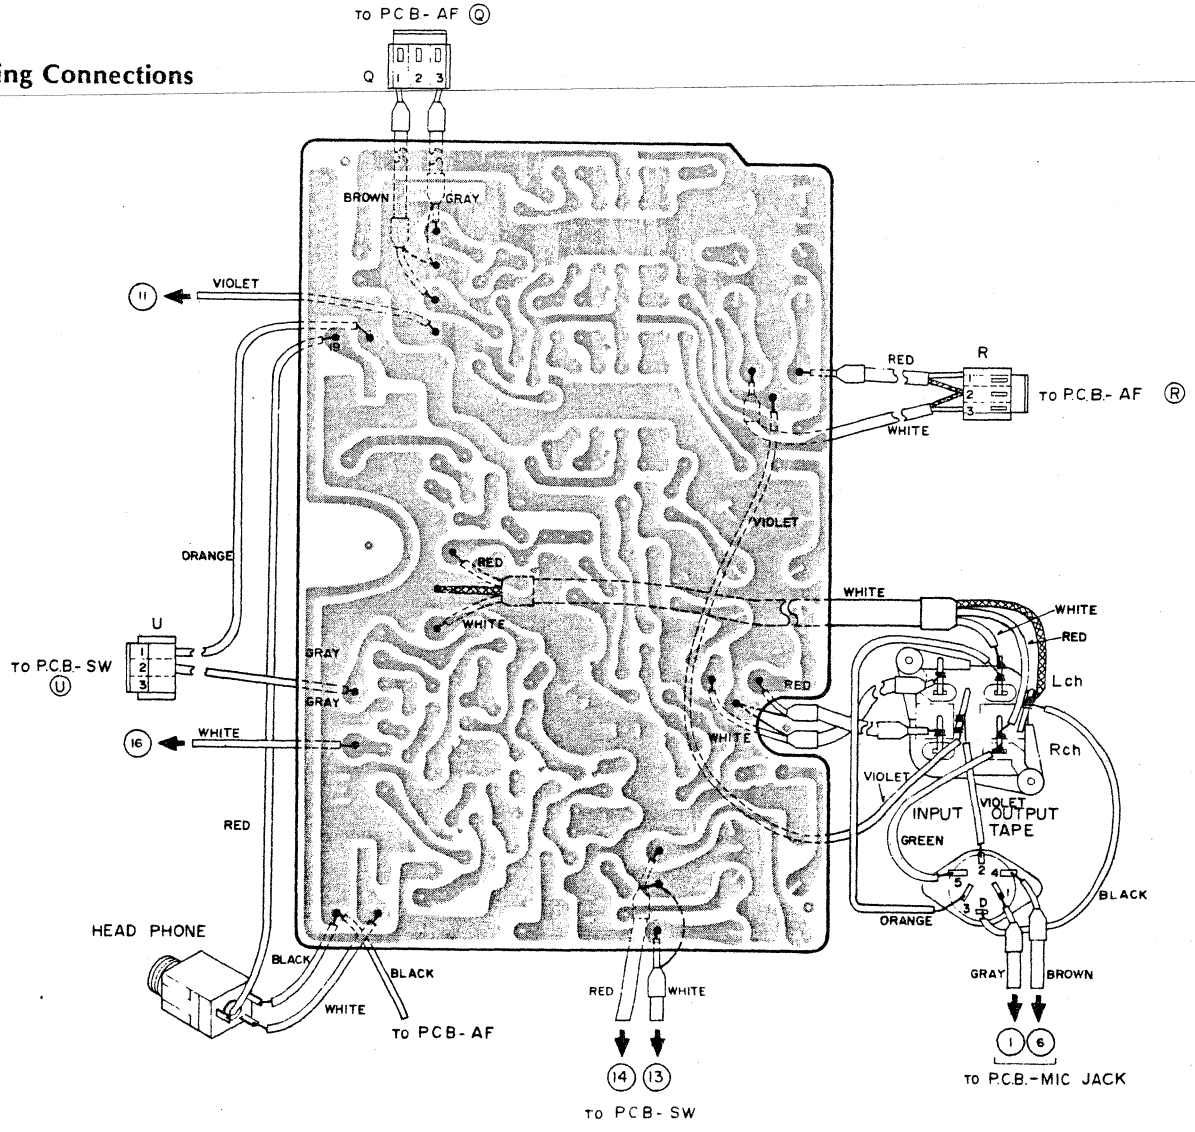 TO P.C.B.- AF Q
ing Connections
Q 1 2 3
BROWN
GRAY
11
VIOLET
19
RED
R
1
2
3
TO P.C.B.- AF R
WHITE
VIOLET
ORANGE
RED
WHITE
WHITE
WHITE
RED
U
1
2
3
TO P.C.B.- SW
U
GRAY
GRAY
RED
WHITE
Lch
Rch
16
WHITE
VIOLET
RED
INPUT
VIOLET
OUTPUT
TAPE
GREEN
2
5
4
3
D
1
ORANGE
BLACK
HEAD PHONE
BLACK
WHITE
BLACK
TO PCB- AF
RED
WHITE
GRAY
BROWN
14
13
TO PCB- SW
1
6
TO P.C.B.-MIC JACK